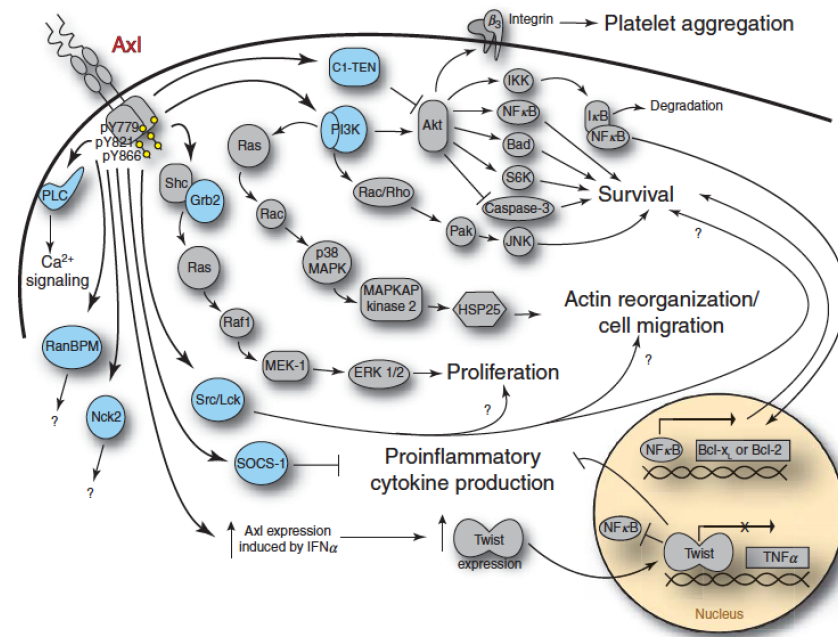 Axl
β3 Integrin
Platelet aggregation
C1-TEN
IKK
Degradation
IκB
NFκB
NFκB
PI3K
Akt
Bad
S6K
Caspase-3
Survival
?
pY779
pY821
pY866
PLC
Shc
Grb2
Ras
Rac
Rac/Rho
Pak
JNK
Ca2+
signaling
Ras
p38
MAPK
MAPKAP
kinase 2
HSP25
Actin reorganization/
cell migration
Raf1
RanBPM
MEK-1
ERK 1/2
Proliferation
?
?
?
Src/Lck
Nck2
?
SOCS-1
Proinflammatory
cytokine production
NFκB
Bcl-xL or Bcl-2
NFκB
x
Twist
TNFα
Nucleus
Axl expression
induced by IFNα
Twist
expression